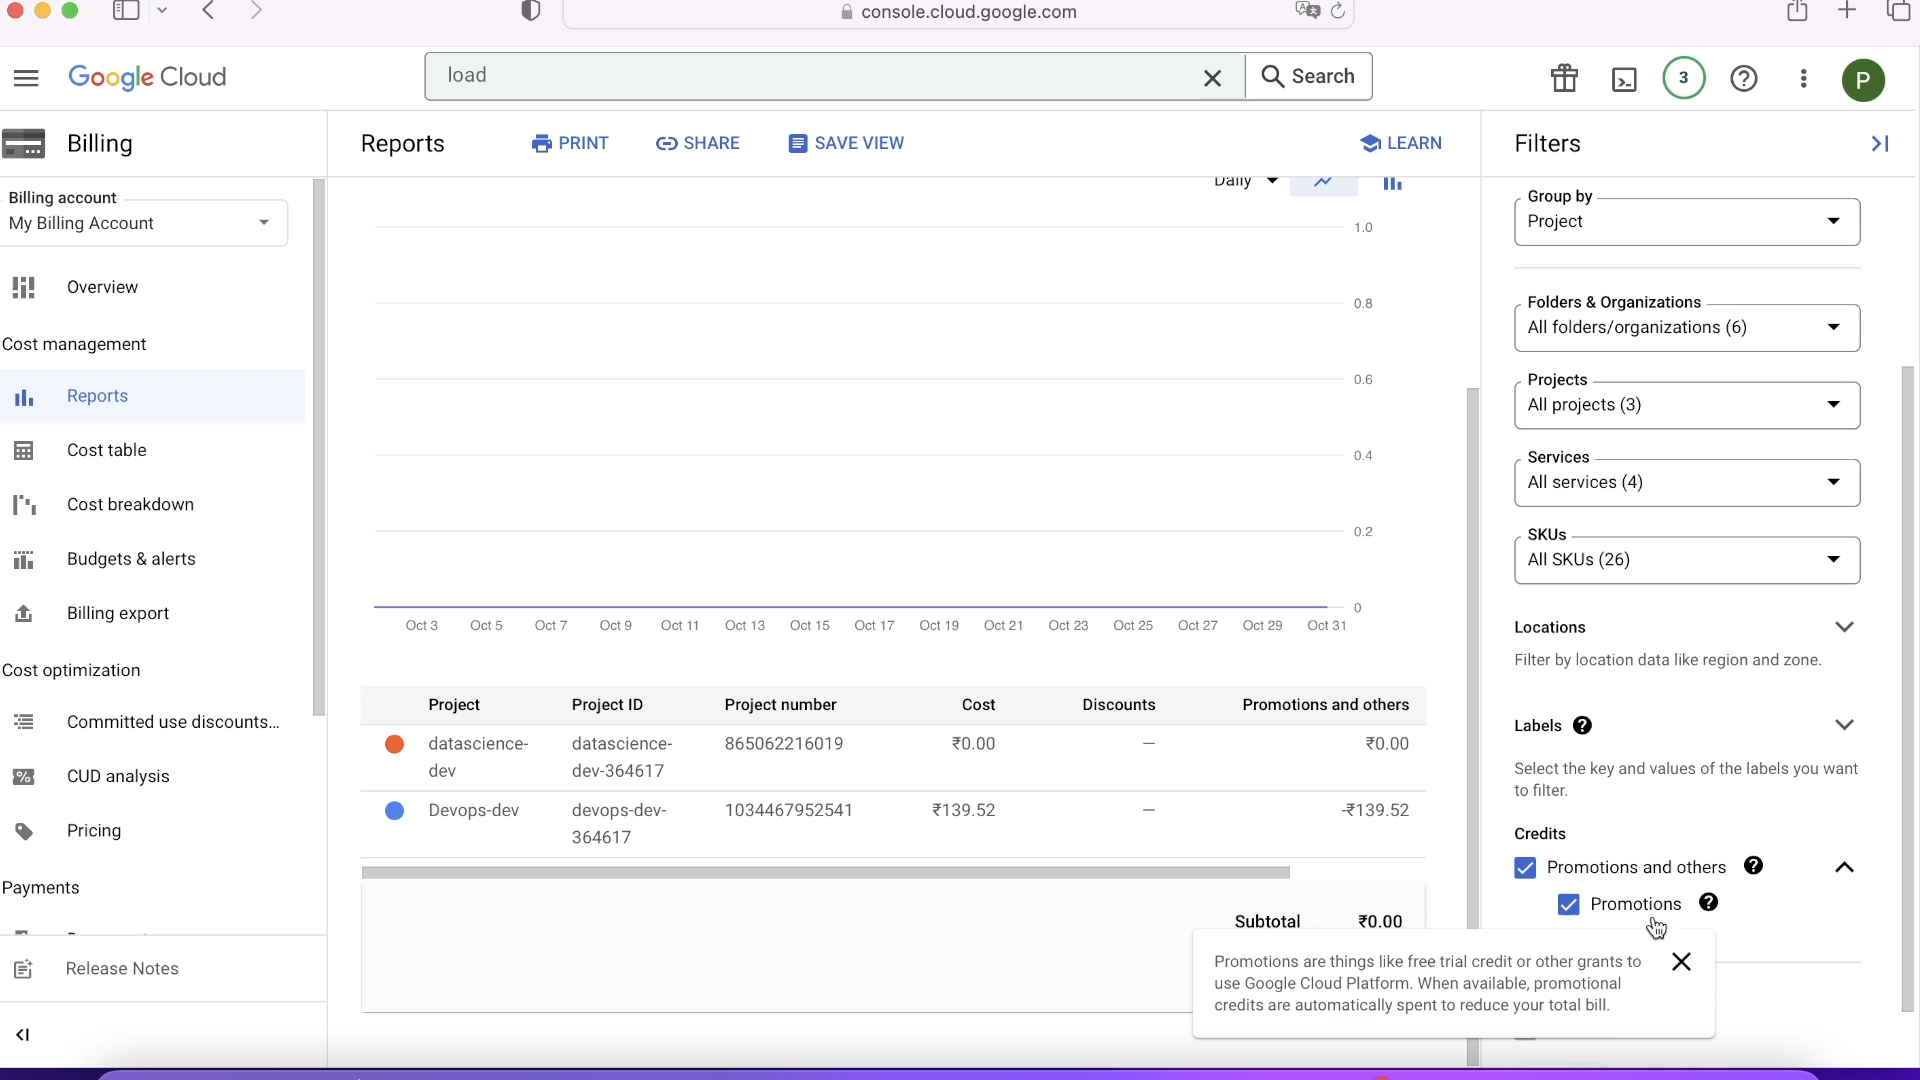 console.cloud.google.com
Google Cloud
load
Search
3
P
Billing
Reports
PRINT
SHARE
SAVE VIEW
LEARN
Filters
Billing account
My Billing Account
Overview
Cost management
Reports
Cost table
Cost breakdown
Budgets & alerts
Billing export
Cost optimization
Committed use discounts...
CUD analysis
Pricing
Payments
Release Notes
Daily
1.0
0.8
0.6
0.4
0.2
0
Oct 3 Oct 5 Oct 7 Oct 9 Oct 11 Oct 13 Oct 15 Oct 17 Oct 19 Oct 21 Oct 23 Oct 25 Oct 27 Oct 29 Oct 31
Project Project ID Project number Cost Discounts Promotions and others
datascience- datascience- 865062216019 ₹0.00 — ₹0.00
dev dev-364617
Devops-dev devops-dev- 1034467952541 ₹139.52 — -₹139.52
364617
Subtotal ₹0.00
Group by
Project
Folders & Organizations
All folders/organizations (6)
Projects
All projects (3)
Services
All services (4)
SKUs
All SKUs (26)
Locations
Filter by location data like region and zone.
Labels
Select the key and values of the labels you want
to filter.
Credits
Promotions and others
Promotions
Promotions are things like free trial credit or other grants to
use Google Cloud Platform. When available, promotional
credits are automatically spent to reduce your total bill.